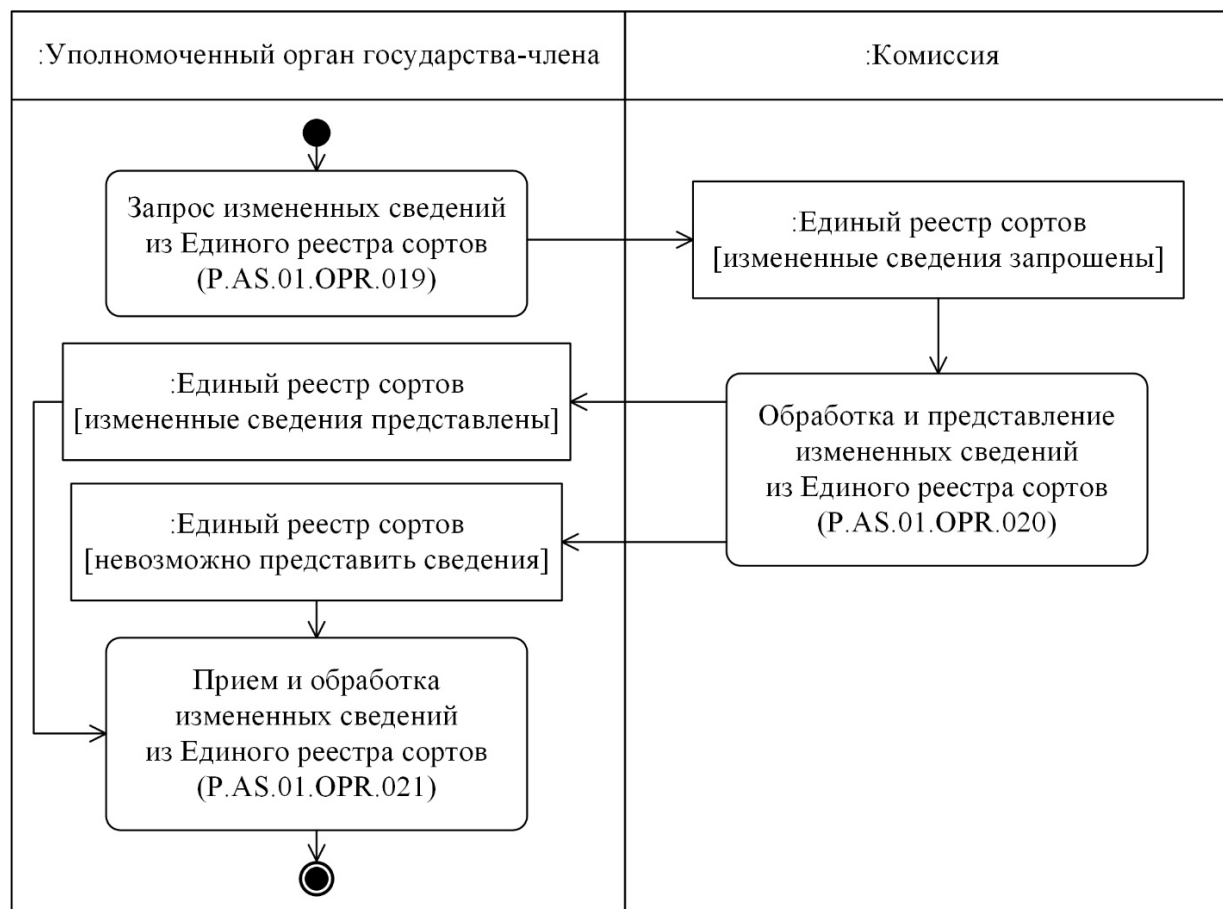 :Уполномоченный орган государства-члена
:Комиссия
Запрос измененных сведений
из Единого реестра сортов
(P.AS.01.OPR.019)
:Единый реестр сортов
[измененные сведения запрошены]
:Единый реестр сортов
[измененные сведения представлены]
Обработка и представление
измененных сведений
из Единого реестра сортов
(P.AS.01.OPR.020)
:Единый реестр сортов
[невозможно представить сведения]
Прием и обработка
измененных сведений
из Единого реестра сортов
(P.AS.01.OPR.021)